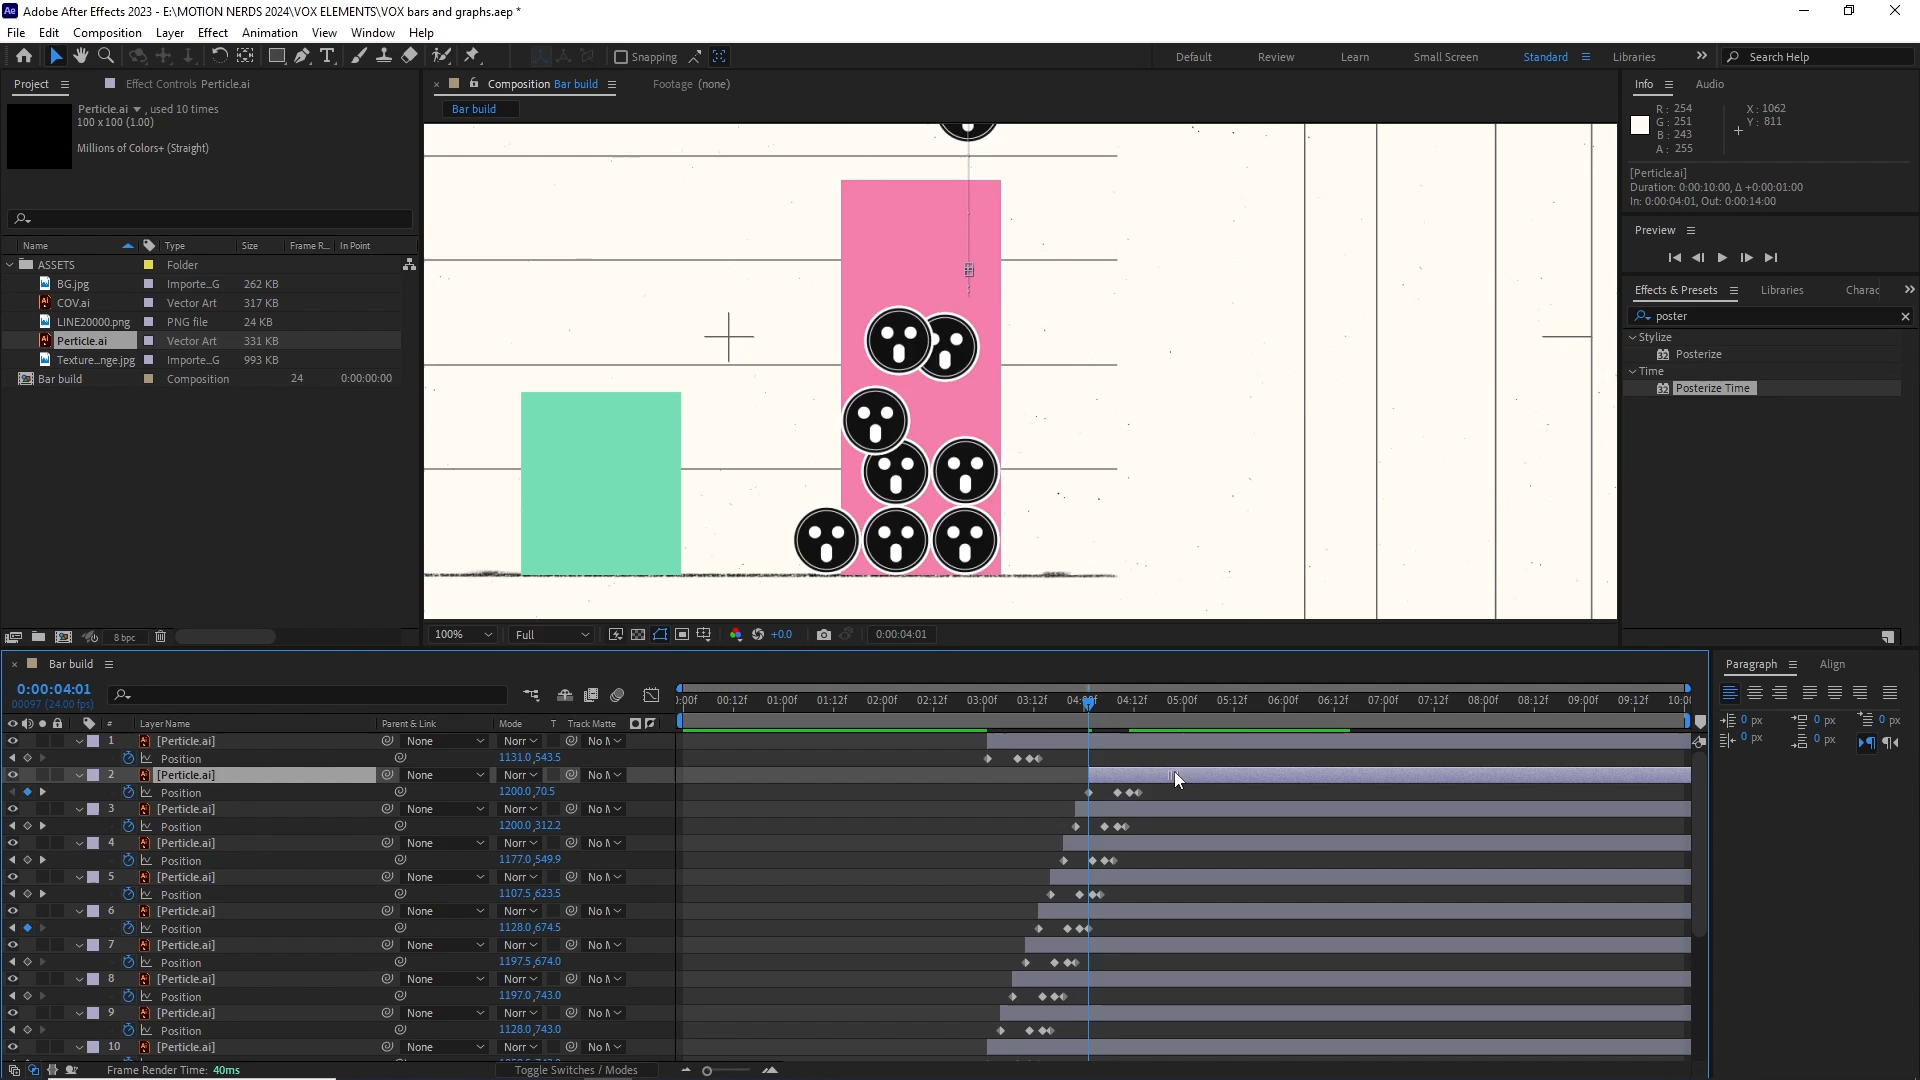 Adobe After Effects 2023 - E:\MOTION NERDS 2024\VOX ELEMENTS\VOX bars and graphs.aep *
File Edit Composition Layer Effect Animation View Window Help
Snapping
Default Review Learn Small Screen Standard Libraries Search Help
Project
Effect Controls Perticle.ai
Perticle.ai , used 10 times
100 x 100 (1.00)
Millions of Colors+ (Straight)
Name Type Size Frame R... In Point
ASSETS Folder
BG.jpg Importe...G 262 KB
COV.ai Vector Art 317 KB
LINE20000.png PNG file 24 KB
Perticle.ai Vector Art 331 KB
Texture...nge.jpg Importe...G 993 KB
Bar build Composition 24 0:00:00:00
8 bpc
Composition Bar build
Footage (none)
Bar build
100% Full +0.0 0:00:04:01
Info Audio
R: 254
G: 251
B: 243
A: 255
X: 1062
Y: 811
[Perticle.ai]
Duration: 0:00:10:00, Δ +0:00:01:00
In: 0:00:04:01, Out: 0:00:14:00
Preview
Effects & Presets Libraries Charac
poster
Stylize
Posterize
Time
Posterize Time
Paragraph Align
0 px 0 px 0 px
0 px 0 px
Bar build
0:00:04:01
00097 (24.00 fps)
:00f 00:12f 01:00f 01:12f 02:00f 02:12f 03:00f 03:12f 04:00f 04:12f 05:00f 05:12f 06:00f 06:12f 07:00f 07:12f 08:00f 08:12f 09:00f 09:12f 10:00
# Layer Name Parent & Link Mode T Track Matte
1 [Perticle.ai] None Norr No M
Position 1131.0,543.5
2 [Perticle.ai] None Norr No M
Position 1200.0,70.5
3 [Perticle.ai] None Norr No M
Position 1200.0,312.2
4 [Perticle.ai] None Norr No M
Position 1177.0,549.9
5 [Perticle.ai] None Norr No M
Position 1107.5,623.5
6 [Perticle.ai] None Norr No M
Position 1128.0,674.5
7 [Perticle.ai] None Norr No M
Position 1197.5,674.0
8 [Perticle.ai] None Norr No M
Position 1197.0,743.0
9 [Perticle.ai] None Norr No M
Position 1128.0,743.0
10 [Perticle.ai] None Norr No M
Frame Render Time: 40ms
Toggle Switches / Modes